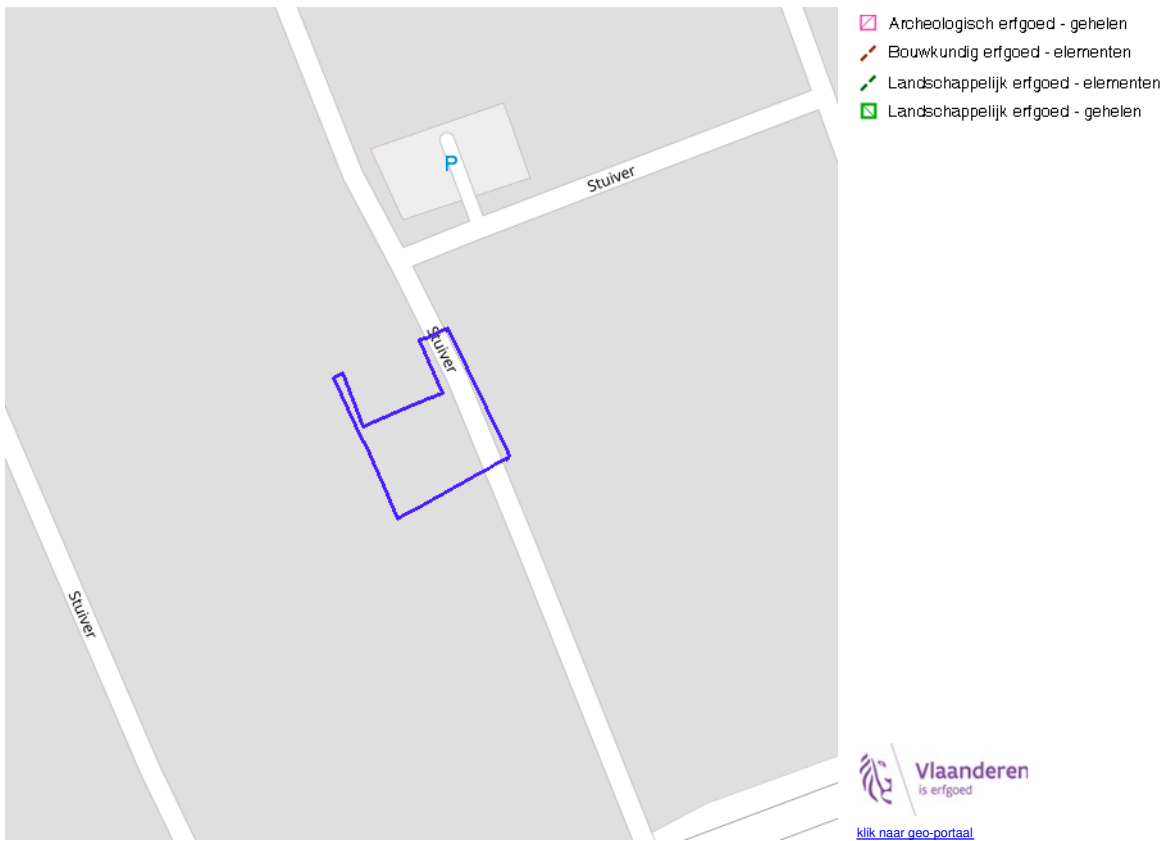 P
Stuiver
Stuiver
Stuiver
Archeologisch erfgoed - gehelen
Bouwkundig erfgoed - elementen
Landschappelijk erfgoed - elementen
Landschappelijk erfgoed - gehelen
Vlaanderen
is erfgoed
klik naar geo-portaal